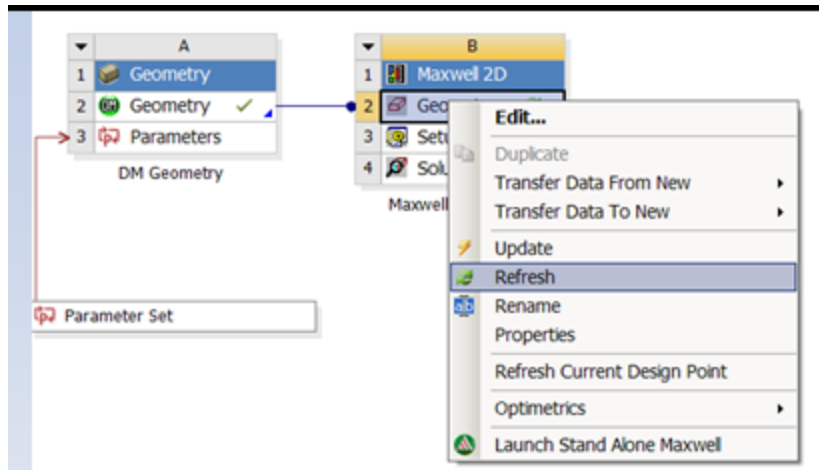 A
1 Geometry
2 Geometry
3 Parameters
DM Geometry
B
1 Maxwell 2D
2
3
4
Maxwell
Parameter Set
Edit...
Duplicate
Transfer Data From New
Transfer Data To New
Update
Refresh
Rename
Properties
Refresh Current Design Point
Optimetrics
Launch Stand Alone Maxwell